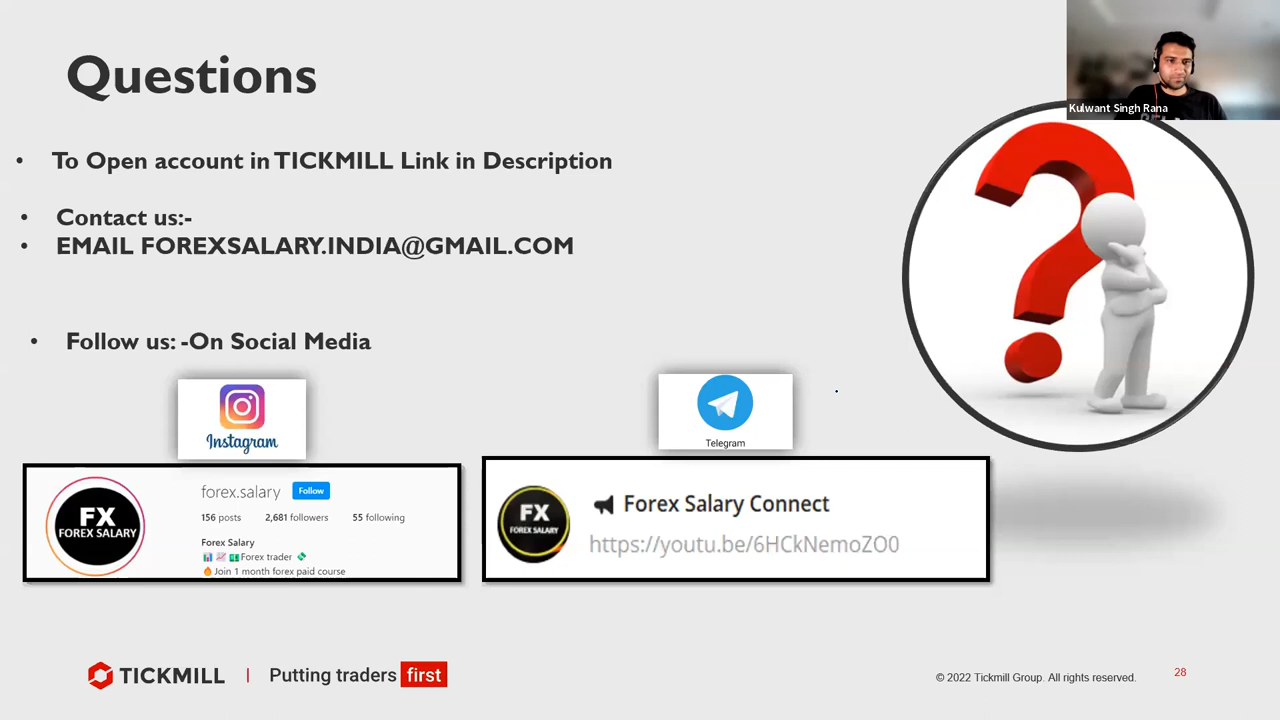 Questions
Kulwant Singh Rana
• To Open account in TICKMILL Link in Description
• Contact us:-
• EMAIL FOREXSALARY.INDIA@GMAIL.COM
• Follow us: -On Social Media
Instagram
Telegram
FX
FOREX SALARY
forex.salary Follow
156 posts 2,681 followers 55 following
Forex Salary
📊 📈 💵Forex trader 💸
🔥Join 1 month forex paid course
FX
FOREX SALARY
Forex Salary Connect
https://youtu.be/6HCkNemoZO0
TICKMILL | Putting traders first
© 2022 Tickmill Group. All rights reserved.
28